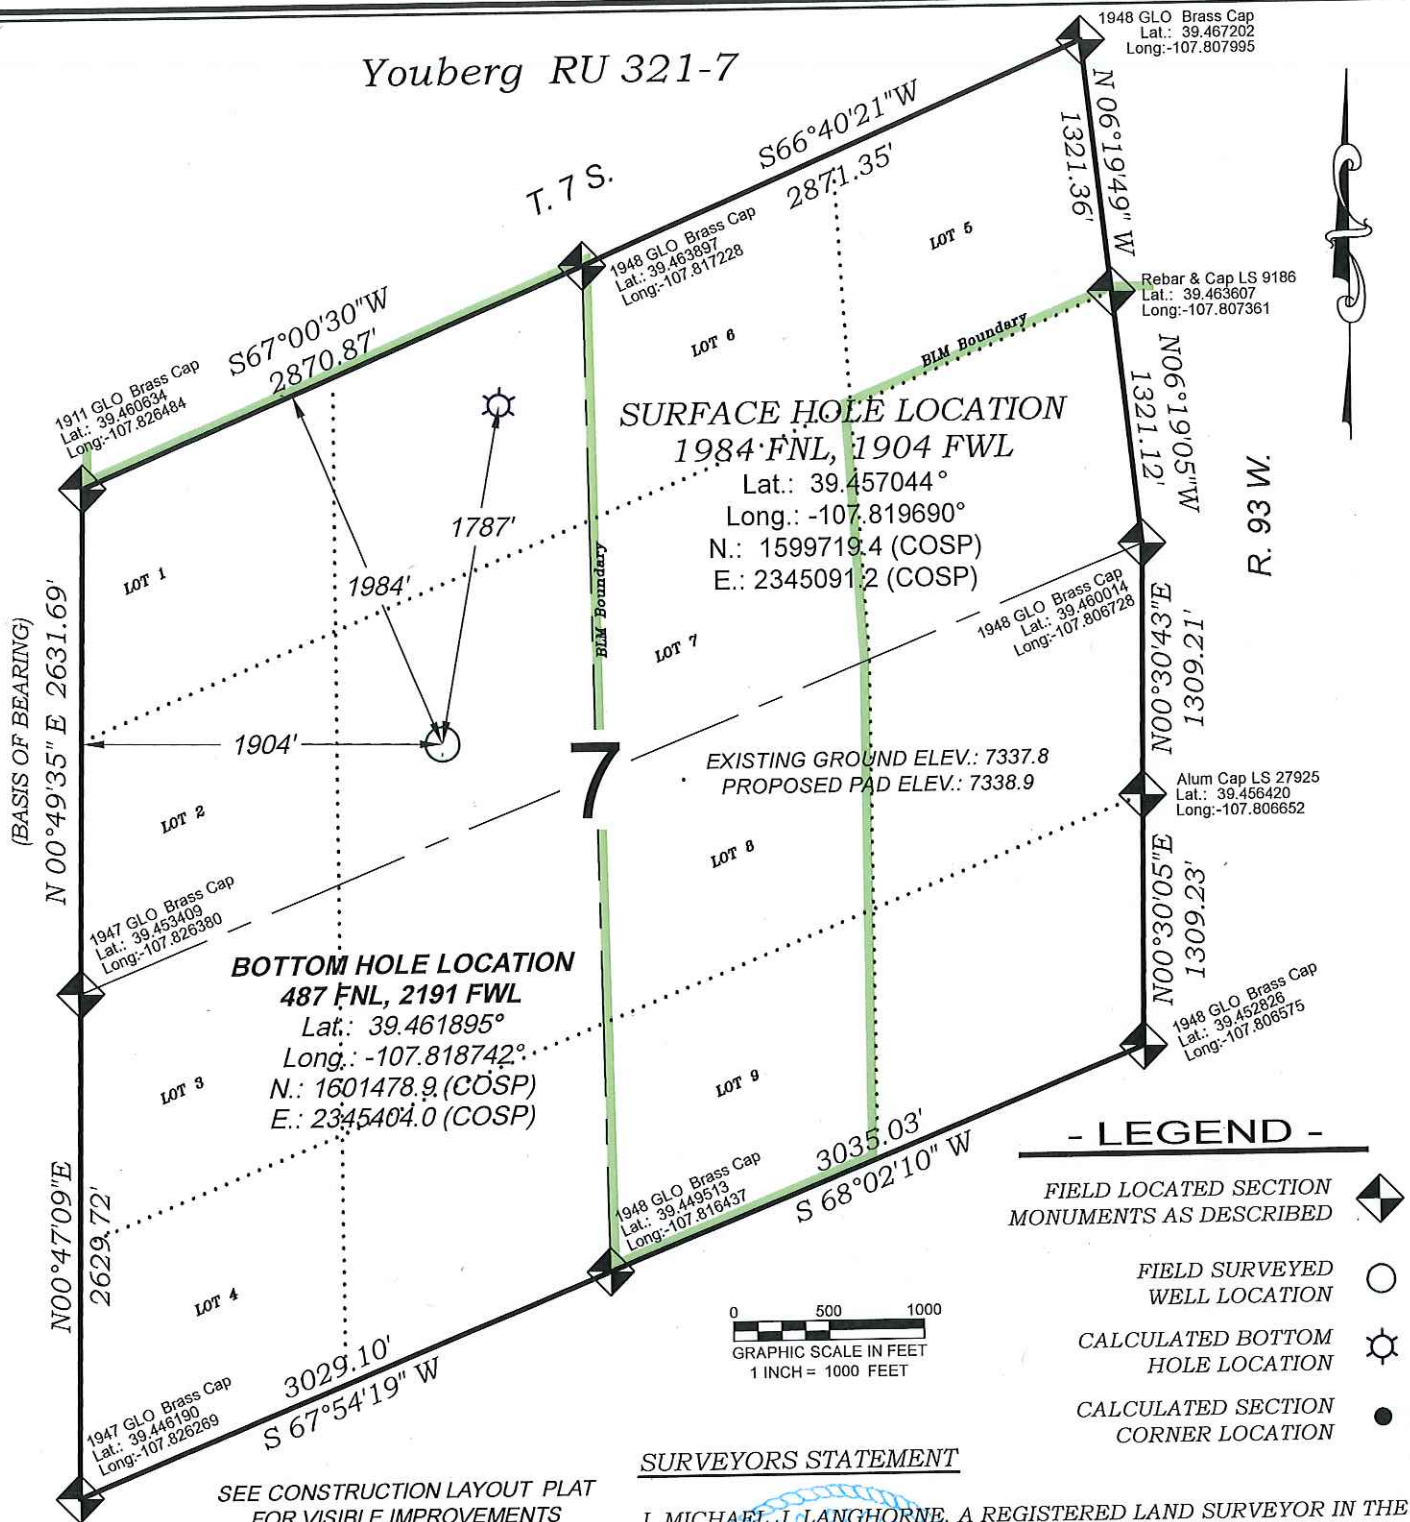 Youberg RU 321-7
1948 GLO Brass Cap
Lat.: 39.467202
Long:-107.807995
S66°40'21"W
2871.35'
N 06°19'49" W
1321.36'
T. 7 S.
1948 GLO Brass Cap
Lat.: 39.463897
Long:-107.817228
LOT 5
Rebar & Cap LS 9186
Lat.: 39.463607
Long:-107.807361
S67°00'30"W
2870.87'
LOT 6
BLM Boundary
1911 GLO Brass Cap
Lat.: 39.460634
Long:-107.826484
N06°19'05"W
1321.12'
SURFACE HOLE LOCATION
1984 FNL, 1904 FWL
Lat.: 39.457044°
Long.: -107.819690°
N.: 1599719.4 (COSP)
E.: 2345091.2 (COSP)
R. 93 W.
1787'
1984'
LOT 1
BLM Boundary
1948 GLO Brass Cap
Lat.: 39.460014
Long:-107.806728
LOT 7
(BASIS OF BEARING)
N 00°49'35" E 2631.69'
N00°30'43"E
1309.21'
1904'
7
EXISTING GROUND ELEV.: 7337.8
PROPOSED PAD ELEV.: 7338.9
Alum Cap LS 27925
Lat.: 39.456420
Long:-107.806652
LOT 2
LOT 8
1947 GLO Brass Cap
Lat.: 39.453409
Long:-107.826380
N00°30'05"E
1309.23'
BOTTOM HOLE LOCATION
487 FNL, 2191 FWL
Lat.: 39.461895°
Long.: -107.818742°
N.: 1601478.9 (COSP)
E.: 2345404.0 (COSP)
1948 GLO Brass Cap
Lat.: 39.452826
Long:-107.806575
LOT 3
LOT 9
N00°47'09"E
2629.72'
3035.03'
S 68°02'10" W
1948 GLO Brass Cap
Lat.: 39.449513
Long:-107.816437
LOT 4
3029.10'
S 67°54'19" W
1947 GLO Brass Cap
Lat.: 39.446190
Long:-107.826269
- LEGEND -
FIELD LOCATED SECTION
MONUMENTS AS DESCRIBED
FIELD SURVEYED
WELL LOCATION
CALCULATED BOTTOM
HOLE LOCATION
CALCULATED SECTION
CORNER LOCATION
0 500 1000
GRAPHIC SCALE IN FEET
1 INCH = 1000 FEET
SURVEYORS STATEMENT
SEE CONSTRUCTION LAYOUT PLAT
FOR VISIBLE IMPROVEMENTS
I, MICHAEL J. LANGHORNE, A REGISTERED LAND SURVEYOR IN THE